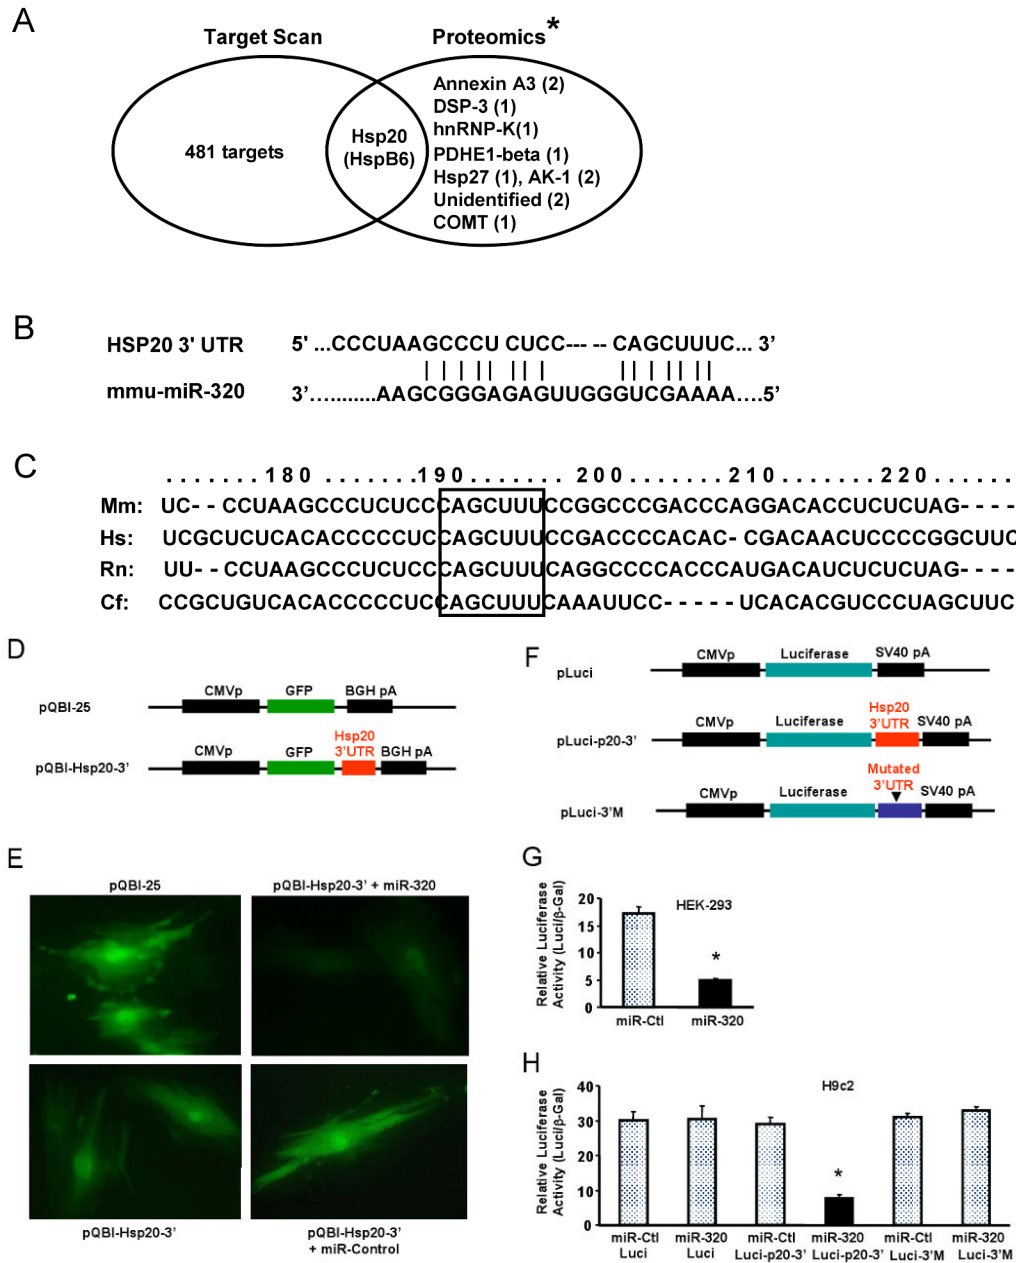 A
Target Scan
Proteomics*
481 targets
Hsp20
(HspB6)
Annexin A3 (2)
DSP-3 (1)
hnRNP-K(1)
PDHE1-beta (1)
Hsp27 (1), AK-1 (2)
Unidentified (2)
COMT (1)
B
HSP20 3' UTR 5' ...CCCUAAGCCCU CUCC--- -- CAGCUUUC... 3’
mmu-miR-320 3’...........AAGCGGGAGAGUUGGGUCGAAAA....5’
C
. . . . . . . 180 . . . . . . .190 . . . . . . . . 200 . . . . . . . 210 . . . . . . . 220 . . . . . . .
Mm: UC- - CCUAAGCCCUCUCCCAGCUUUCCGGCCCGACCCAGGACACCUCUCUAG- - - -
Hs: UCGCUCUCACACCCCCUCCAGCUUUCCGACCCCACAC- CGACAACUCCCCGGCUUC
Rn: UU- - CCUAAGCCCUCUCCCAGCUUUCAGGCCCCACCCAUGACAUCUCUCUAG- - - -
Cf: CCGCUGUCACACCCCCUCCAGCUUUCAAAUUCC- - - - - UCACACGUCCCUAGCUUC
D
pQBI-25
CMVp
GFP
BGH pA
pQBI-Hsp20-3’
CMVp
GFP
Hsp20
3’UTR
BGH pA
E
pQBI-25
pQBI-Hsp20-3’ + miR-320
pQBI-Hsp20-3’
pQBI-Hsp20-3’
+ miR-Control
F
pLuci
CMVp
Luciferase
SV40 pA
pLuci-p20-3’
CMVp
Luciferase
Hsp20
3’UTR
SV40 pA
pLuci-3’M
CMVp
Luciferase
Mutated
3’UTR
SV40 pA
G
Relative Luciferase
Activity (Luci/β-Gal)
20
15
10
5
0
HEK-293
*
miR-Ctl
miR-320
H
Relative Luciferase
Activity (Luci/β-Gal)
40
30
20
10
0
H9c2
*
miR-Ctl
Luci
miR-320
Luci
miR-Ctl
Luci-p20-3’
miR-320
Luci-p20-3’
miR-Ctl
Luci-3’M
miR-320
Luci-3’M